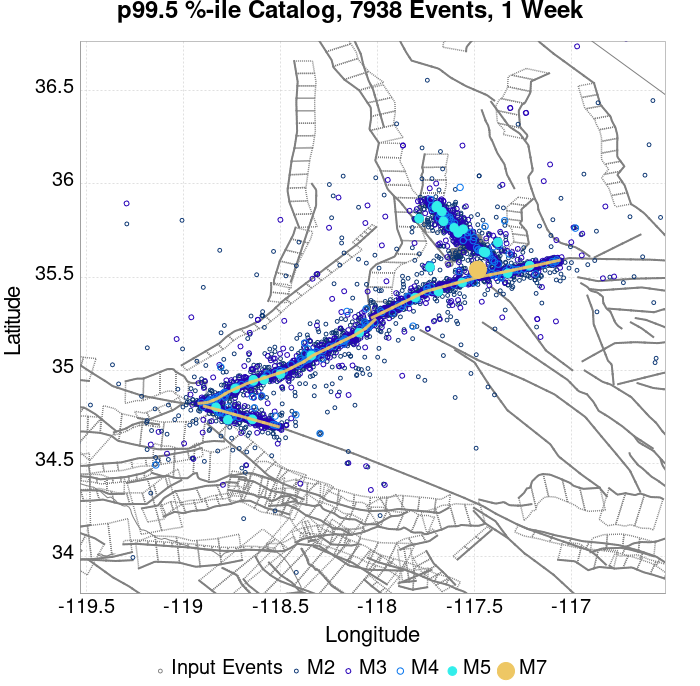 p99.5 %-ile Catalog, 7938 Events, 1 Week
36.5
36
35.5
35
34.5
34
Latitude
-119.5
-119
-118.5
-118
-117.5
-117
Longitude
Input Events
M2
M3
M4
M5
M7